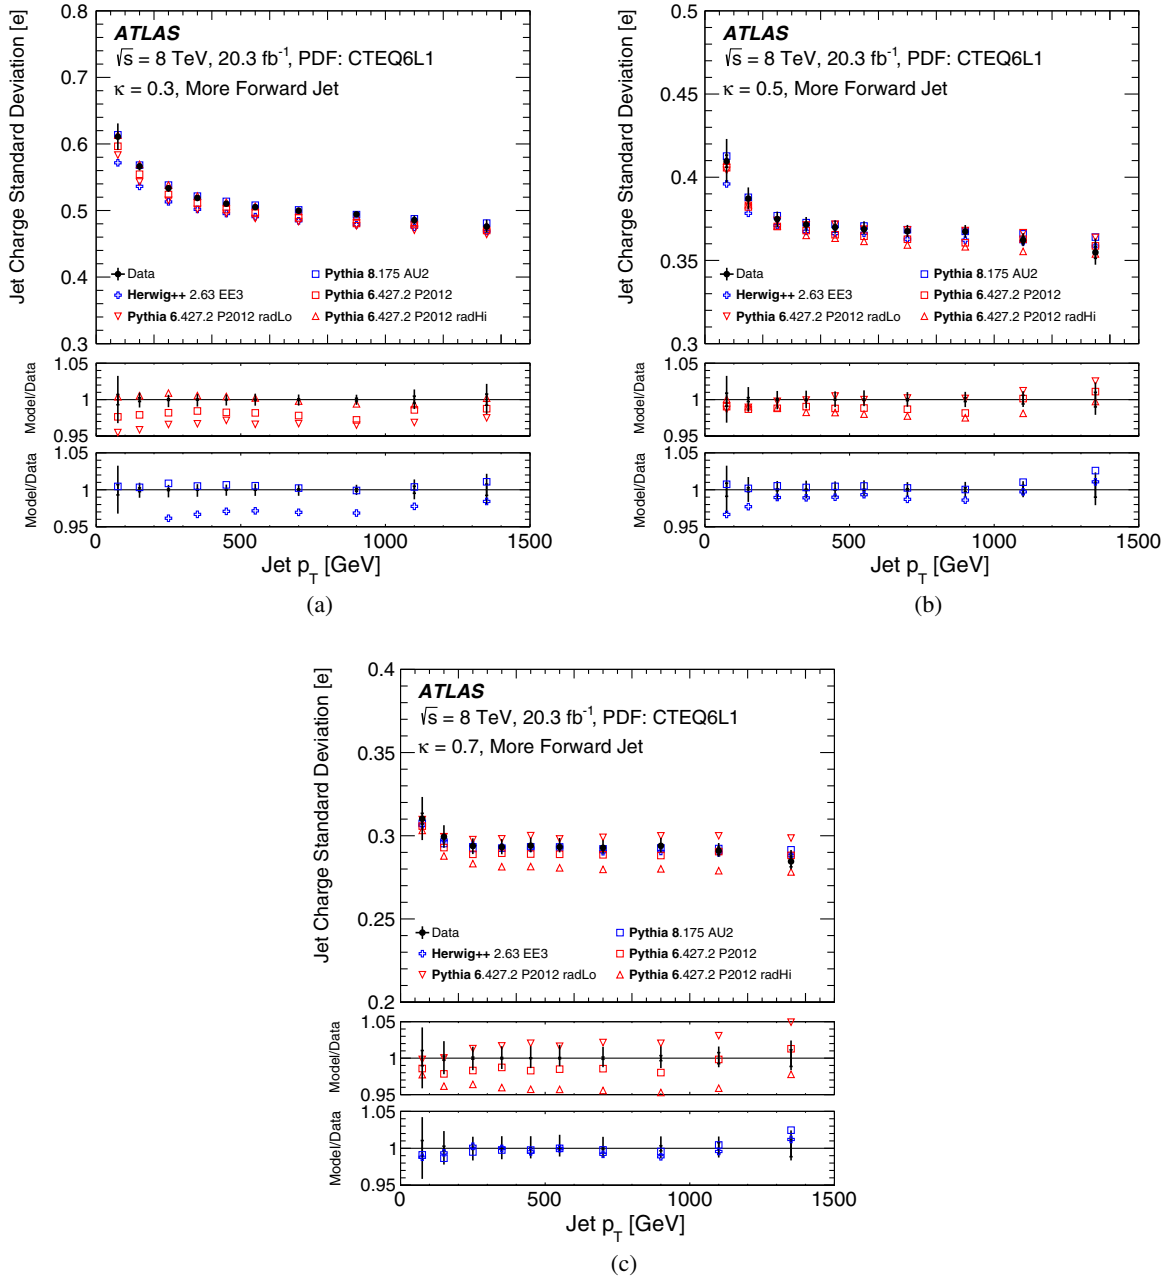 Jet Charge Standard Deviation [e]
0.8
0.7
0.6
0.5
0.4
0.3
ATLAS
√s = 8 TeV, 20.3 fb⁻¹, PDF: CTEQ6L1
κ = 0.3, More Forward Jet
Data
Herwig++ 2.63 EE3
Pythia 6.427.2 P2012 radLo
Pythia 8.175 AU2
Pythia 6.427.2 P2012
Pythia 6.427.2 P2012 radHi
Model/Data
1.05
1
0.95
Model/Data
1.05
1
0.95
0 500 1000 1500
Jet p_T [GeV]
(a)
Jet Charge Standard Deviation [e]
0.5
0.45
0.4
0.35
0.3
ATLAS
√s = 8 TeV, 20.3 fb⁻¹, PDF: CTEQ6L1
κ = 0.5, More Forward Jet
Data
Herwig++ 2.63 EE3
Pythia 6.427.2 P2012 radLo
Pythia 8.175 AU2
Pythia 6.427.2 P2012
Pythia 6.427.2 P2012 radHi
Model/Data
1.05
1
0.95
Model/Data
1.05
1
0.95
0 500 1000 1500
Jet p_T [GeV]
(b)
Jet Charge Standard Deviation [e]
0.4
0.35
0.3
0.25
0.2
ATLAS
√s = 8 TeV, 20.3 fb⁻¹, PDF: CTEQ6L1
κ = 0.7, More Forward Jet
Data
Herwig++ 2.63 EE3
Pythia 6.427.2 P2012 radLo
Pythia 8.175 AU2
Pythia 6.427.2 P2012
Pythia 6.427.2 P2012 radHi
Model/Data
1.05
1
0.95
Model/Data
1.05
1
0.95
0 500 1000 1500
Jet p_T [GeV]
(c)